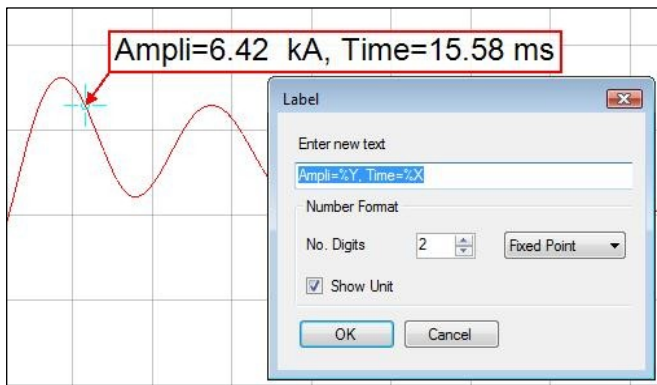 Ampli=6.42 kA, Time=15.58 ms
Label
Enter new text
Ampli=%Y, Time=%X
Number Format
No. Digits 2 Fixed Point
Show Unit
OK Cancel